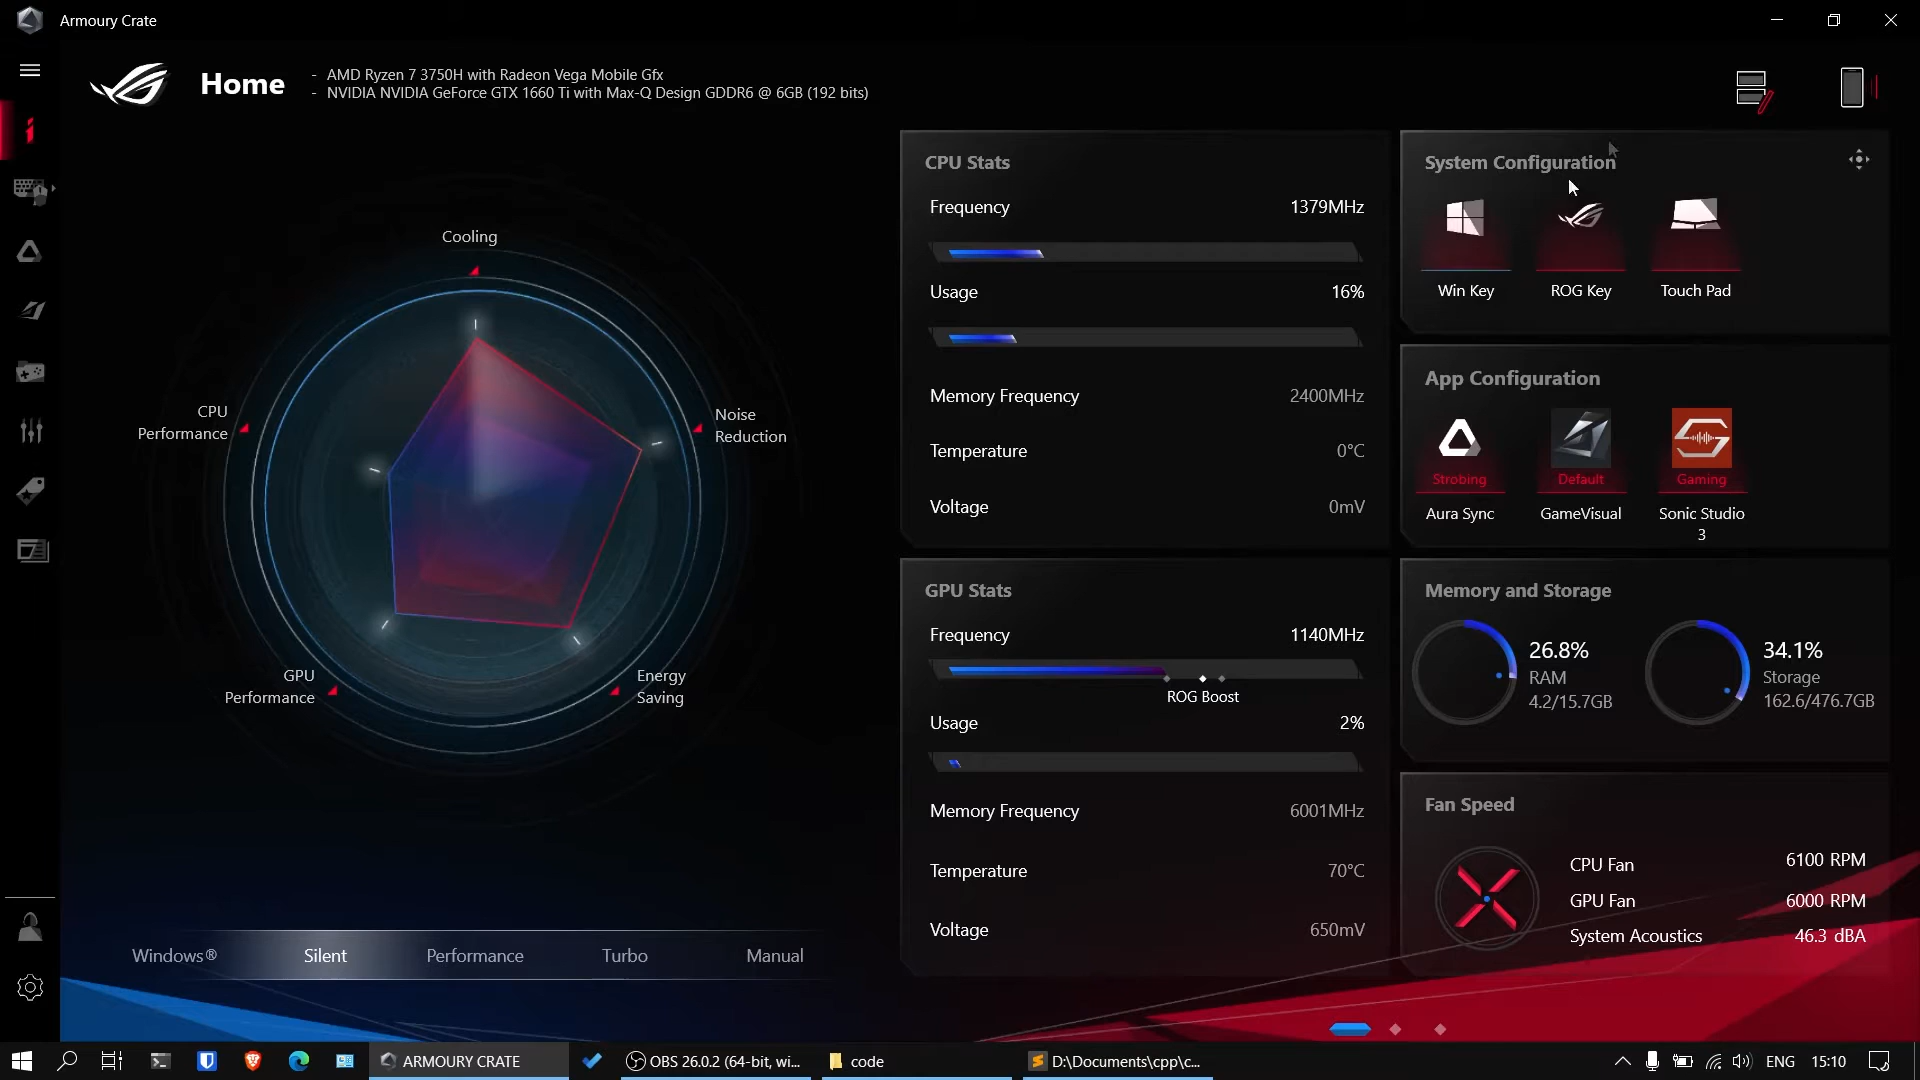 Armoury Crate
Home
- AMD Ryzen 7 3750H with Radeon Vega Mobile Gfx
- NVIDIA NVIDIA GeForce GTX 1660 Ti with Max-Q Design GDDR6 @ 6GB (192 bits)
Cooling
CPU
Performance
Noise
Reduction
GPU
Performance
Energy
Saving
Windows®
Silent
Performance
Turbo
Manual
CPU Stats
Frequency 1379MHz
Usage 16%
Memory Frequency 2400MHz
Temperature 0°C
Voltage 0mV
GPU Stats
Frequency 1140MHz
ROG Boost
Usage 2%
Memory Frequency 6001MHz
Temperature 70°C
Voltage 650mV
System Configuration
Win Key
ROG Key
Touch Pad
App Configuration
Strobing
Default
Gaming
Aura Sync
GameVisual
Sonic Studio
3
Memory and Storage
26.8%
RAM
4.2/15.7GB
34.1%
Storage
162.6/476.7GB
Fan Speed
CPU Fan 6100 RPM
GPU Fan 6000 RPM
System Acoustics 46.3 dBA
ARMOURY CRATE
OBS 26.0.2 (64-bit, wi...
code
D:\Documents\cpp\c...
ENG
15:10